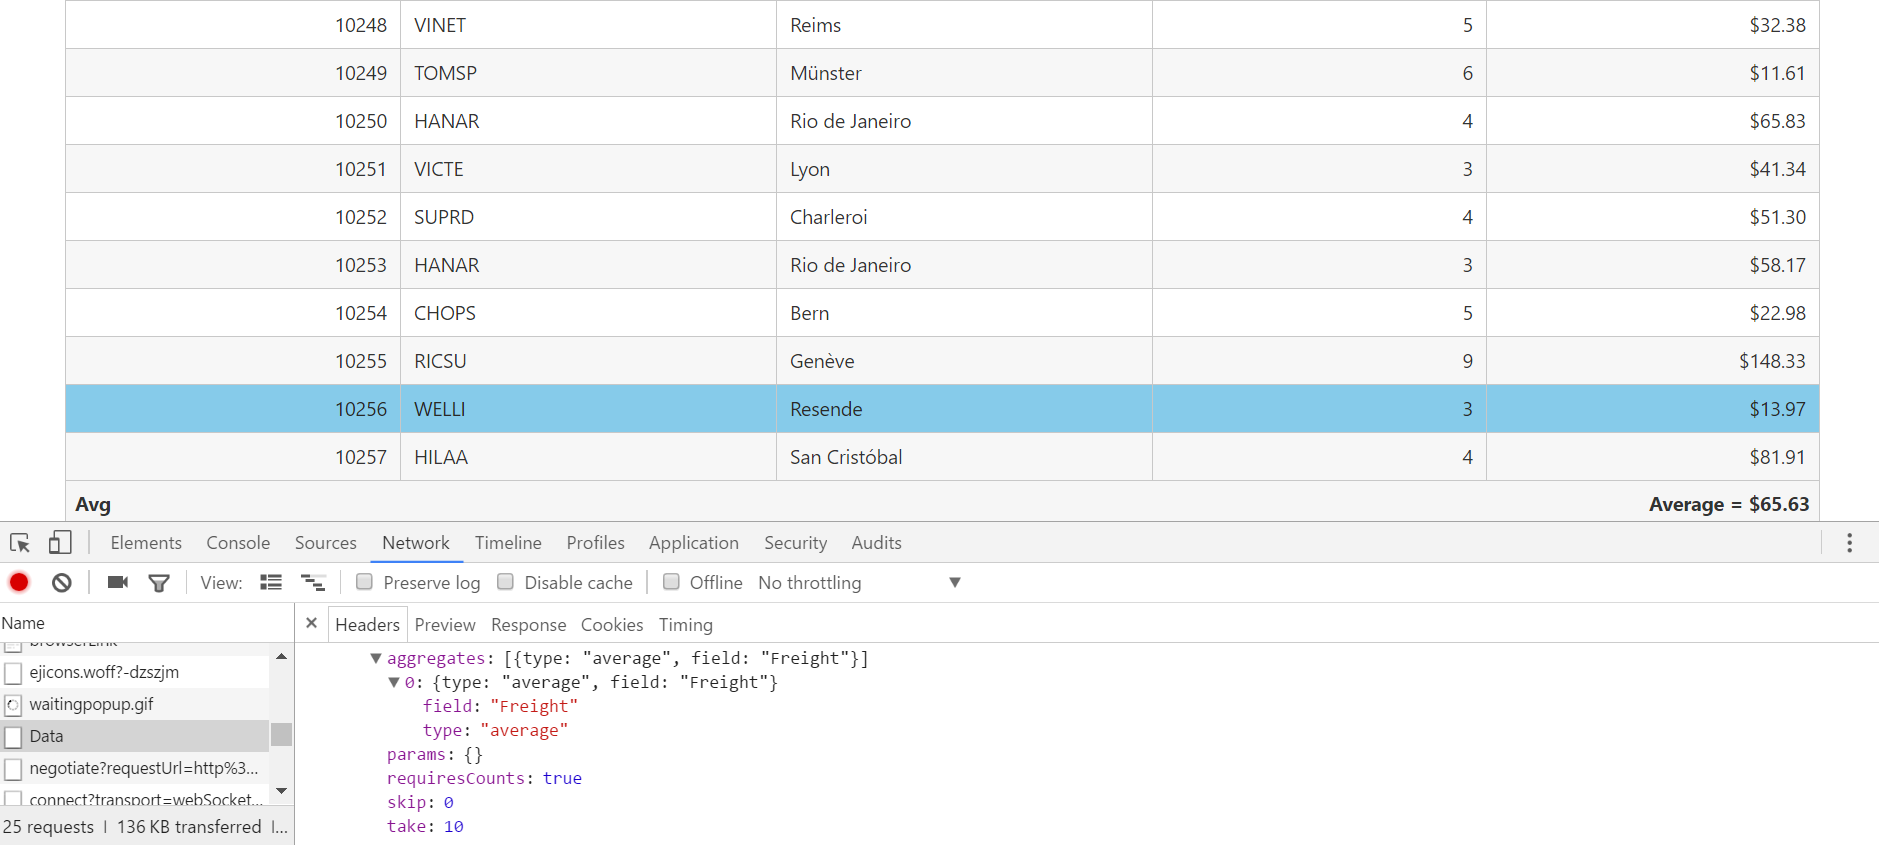 10248 VINET Reims 5 $32.38
10249 TOMSP Münster 6 $11.61
10250 HANAR Rio de Janeiro 4 $65.83
10251 VICTE Lyon 3 $41.34
10252 SUPRD Charleroi 4 $51.30
10253 HANAR Rio de Janeiro 3 $58.17
10254 CHOPS Bern 5 $22.98
10255 RICSU Genève 9 $148.33
10256 WELLI Resende 3 $13.97
10257 HILAA San Cristóbal 4 $81.91
Avg Average = $65.63
Elements Console Sources Network Timeline Profiles Application Security Audits
View: Preserve log Disable cache Offline No throttling
Name
browserLink
ejicons.woff?-dzszjm
waitingpopup.gif
Data
negotiate?requestUrl=http%3...
connect?transport=webSocket...
25 requests | 136 KB transferred |...
× Headers Preview Response Cookies Timing
aggregates: [{type: "average", field: "Freight"}]
0: {type: "average", field: "Freight"}
field: "Freight"
type: "average"
params: {}
requiresCounts: true
skip: 0
take: 10